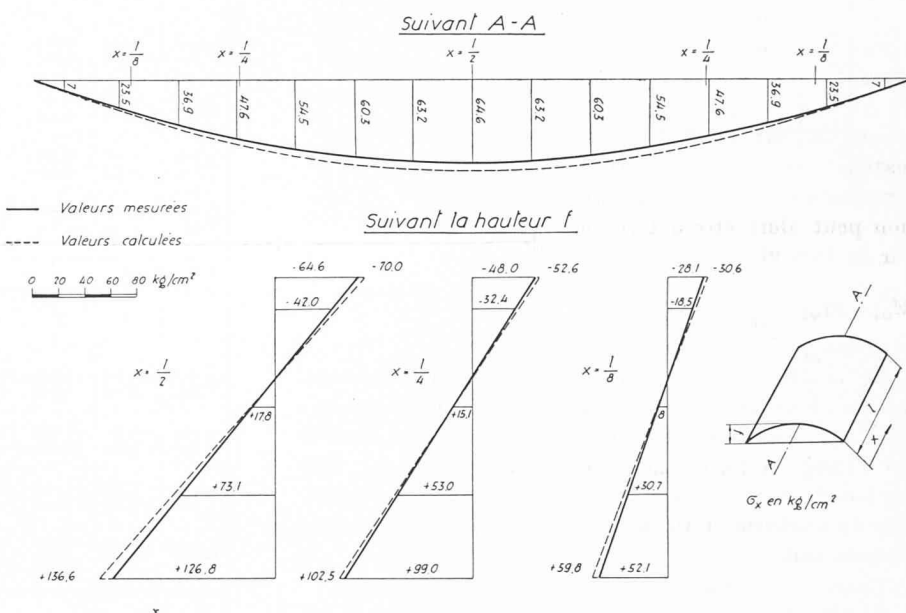 Suivant A-A
x = l/8
x = l/4
x = l/2
x = l/4
x = l/8
7 23.5 36.9 47.6 54.5 60.3 63.2 64.6 63.2 60.3 54.5 47.6 36.9 23.5 7
Valeurs mesurées
Valeurs calculées
0 20 40 60 80 kg/cm²
Suivant la hauteur f
-64.6 -70.0
-42.0
x = l/2
+17.8
+73.1
+136,6 +126,8
-48,0 -52,6
-32,4
x = l/4
+15,1
+53.0
+102,5 +99.0
-28.1 -30.6
-18,5
x = l/8
8
+30,7
+59,8 +52.1
A
f
l
x
A
σx en kg/cm²
peut
x